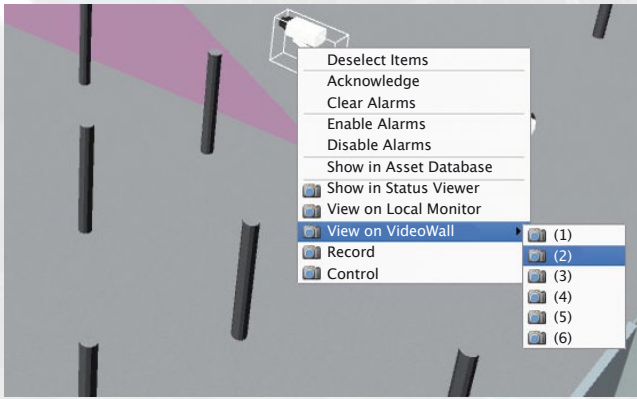 Deselect Items
Acknowledge
Clear Alarms
Enable Alarms
Disable Alarms
Show in Asset Database
Show in Status Viewer
View on Local Monitor
View on VideoWall
Record
Control
(1)
(2)
(3)
(4)
(5)
(6)